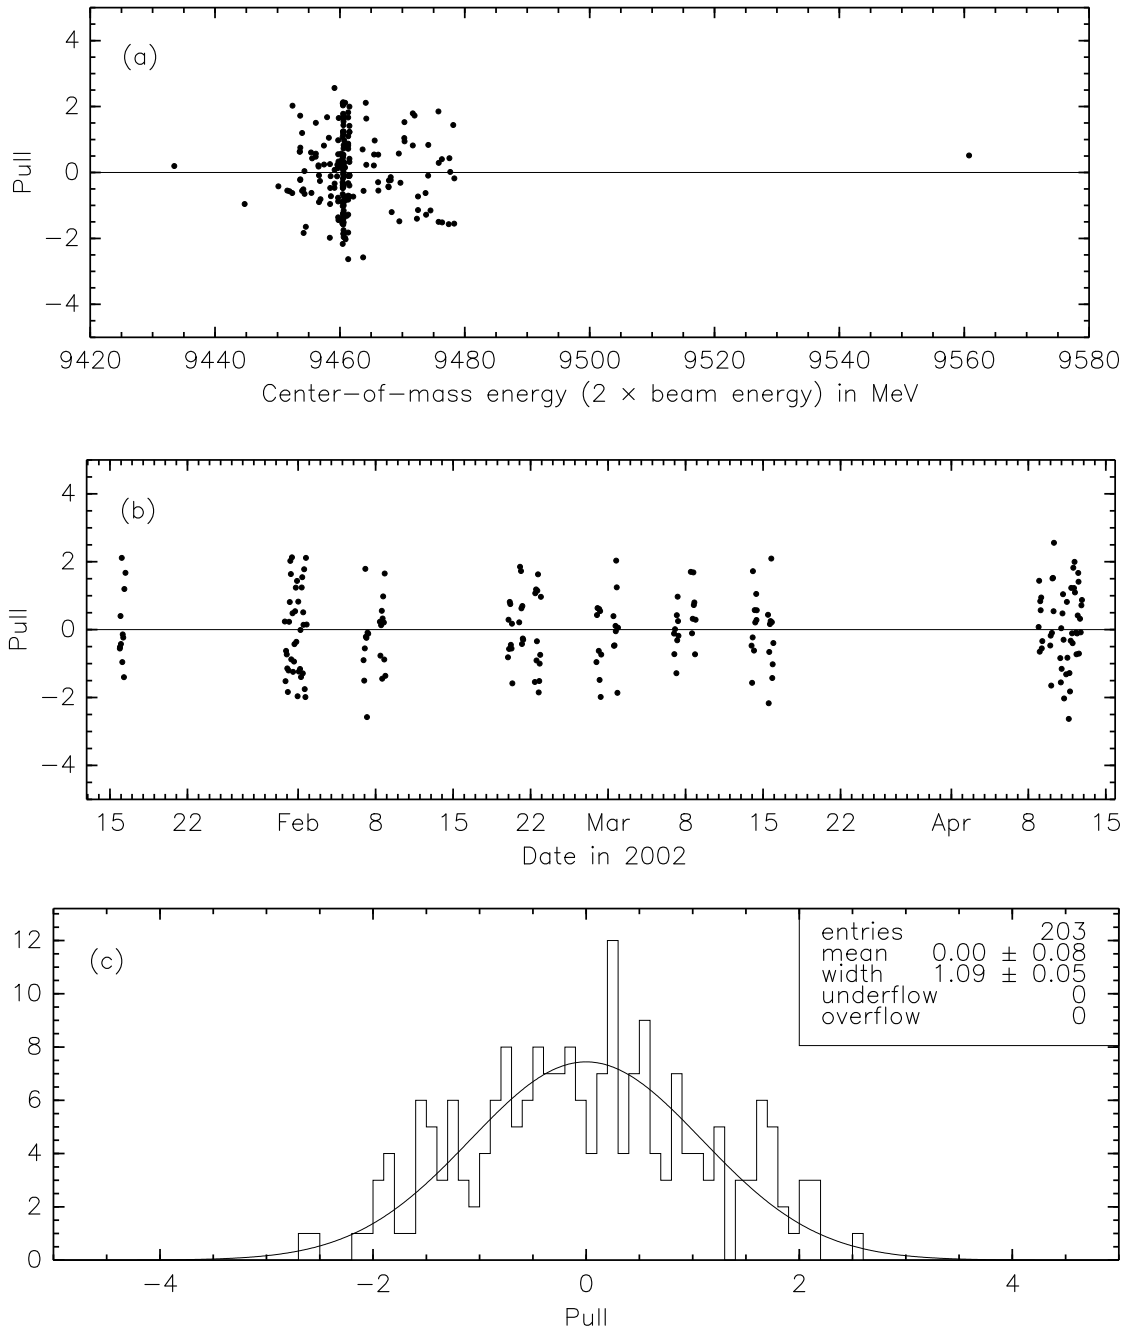 4
(a)
2
Pull
0
−2
−4
9420 9440 9460 9480 9500 9520 9540 9560 9580
Center−of−mass energy (2 × beam energy) in MeV
4
(b)
2
Pull
0
−2
−4
15 22 Feb 8 15 22 Mar 8 15 22 Apr 8 15
Date in 2002
12
(c)
10
8
6
4
2
0
entries 203
mean 0.00 ± 0.08
width 1.09 ± 0.05
underflow 0
overflow 0
−4 −2 0 2 4
Pull